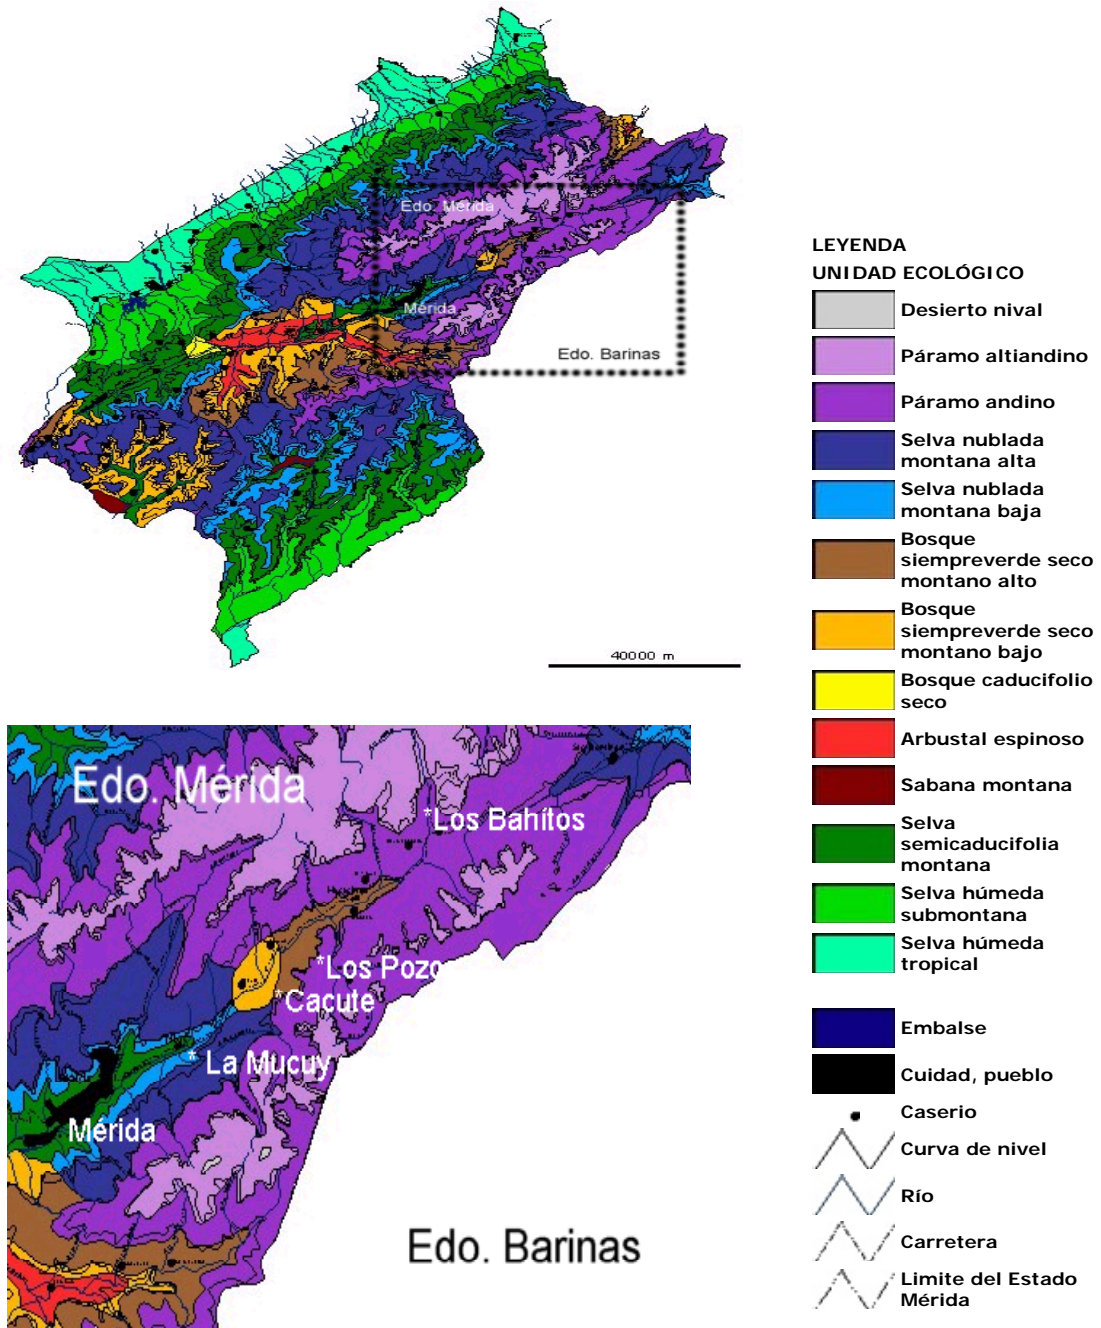 Edo. Mérida
Mérida
Edo. Barinas
40000 m
LEYENDA
UNIDAD ECOLÓGICO
Desierto nival
Páramo altiandino
Páramo andino
Selva nublada
montana alta
Selva nublada
montana baja
Bosque
siempreverde seco
montano alto
Bosque
siempreverde seco
montano bajo
Bosque caducifolio
seco
Arbustal espinoso
Sabana montana
Selva
semicaducifolia
montana
Selva húmeda
submontana
Selva húmeda
tropical
Embalse
Cuidad, pueblo
Caserio
Curva de nivel
Río
Carretera
Limite del Estado
Mérida
Edo. Mérida
*Los Bahítos
*Los Pozo
*Cacute
* La Mucuy
Mérida
Edo. Barinas